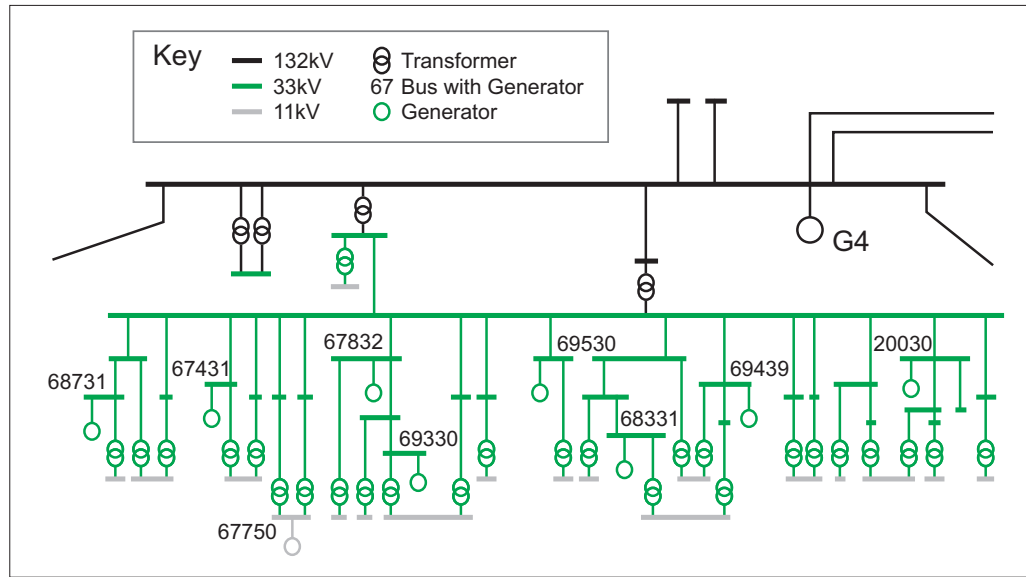 Key
132kV
Transformer
33kV
67 Bus with Generator
11kV
Generator
G4
67832
69530
20030
68731
67431
69439
68331
69330
67750